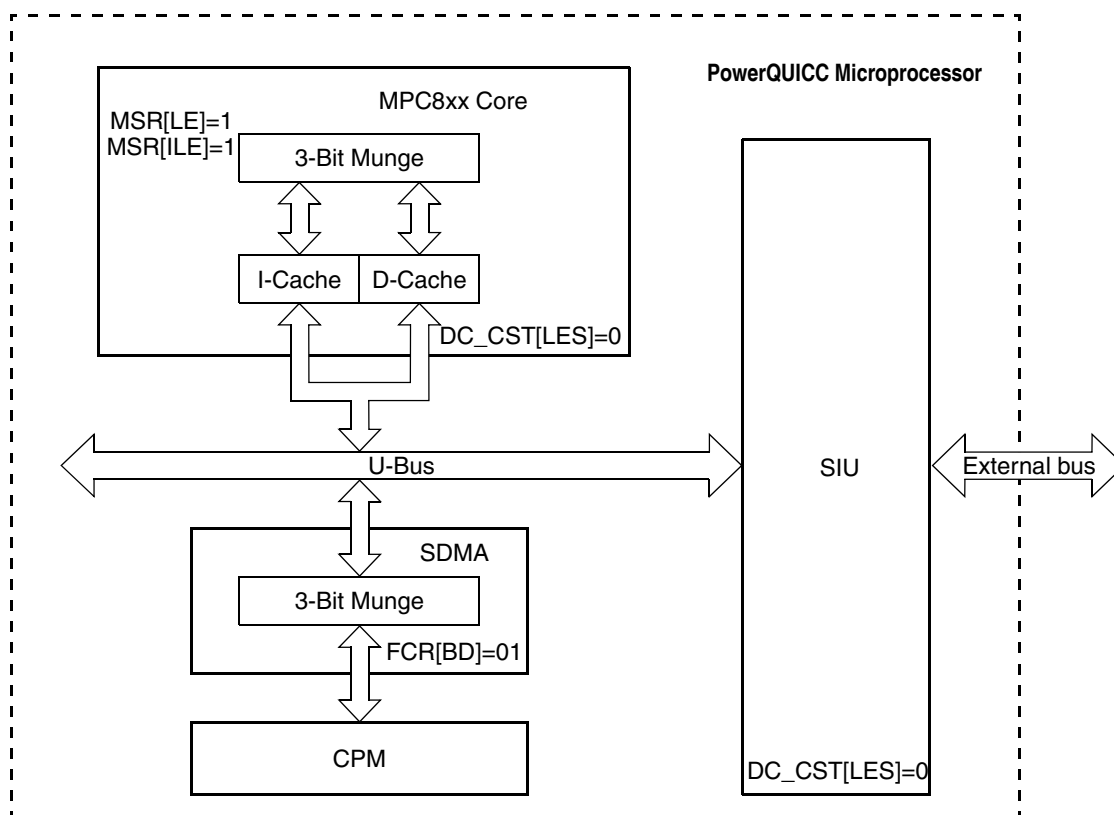 PowerQUICC Microprocessor
MPC8xx Core
MSR[LE]=1
MSR[ILE]=1
3-Bit Munge
I-Cache
D-Cache
DC_CST[LES]=0
U-Bus
SIU
External bus
SDMA
3-Bit Munge
FCR[BD]=01
CPM
DC_CST[LES]=0